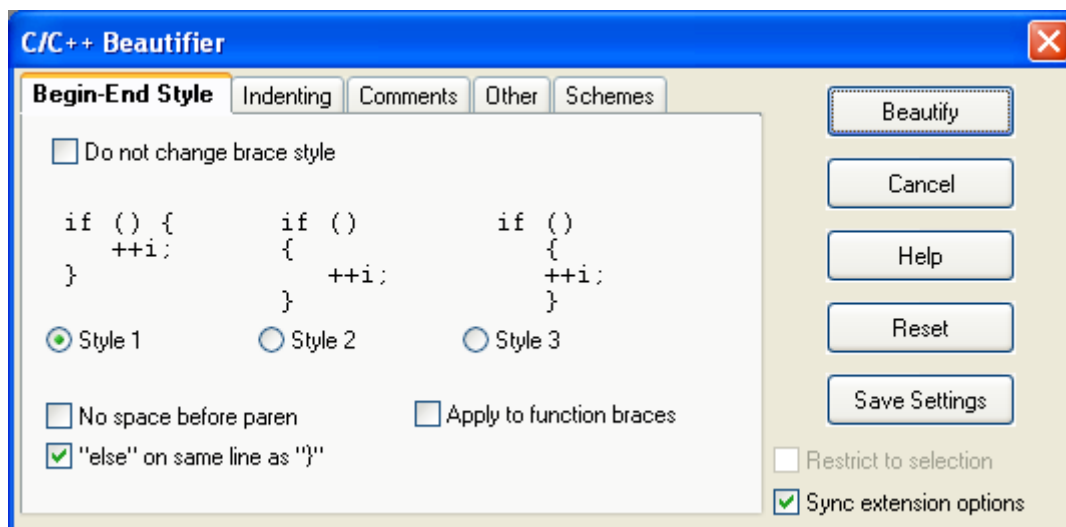 C/C++ Beautifier
Begin-End Style Indenting Comments Other Schemes
Do not change brace style
if () {
    ++i;
}
if ()
{
    ++i;
}
if ()
    {
    ++i;
    }
Style 1 Style 2 Style 3
No space before paren Apply to function braces
"else" on same line as "}"
Beautify
Cancel
Help
Reset
Save Settings
Restrict to selection
Sync extension options